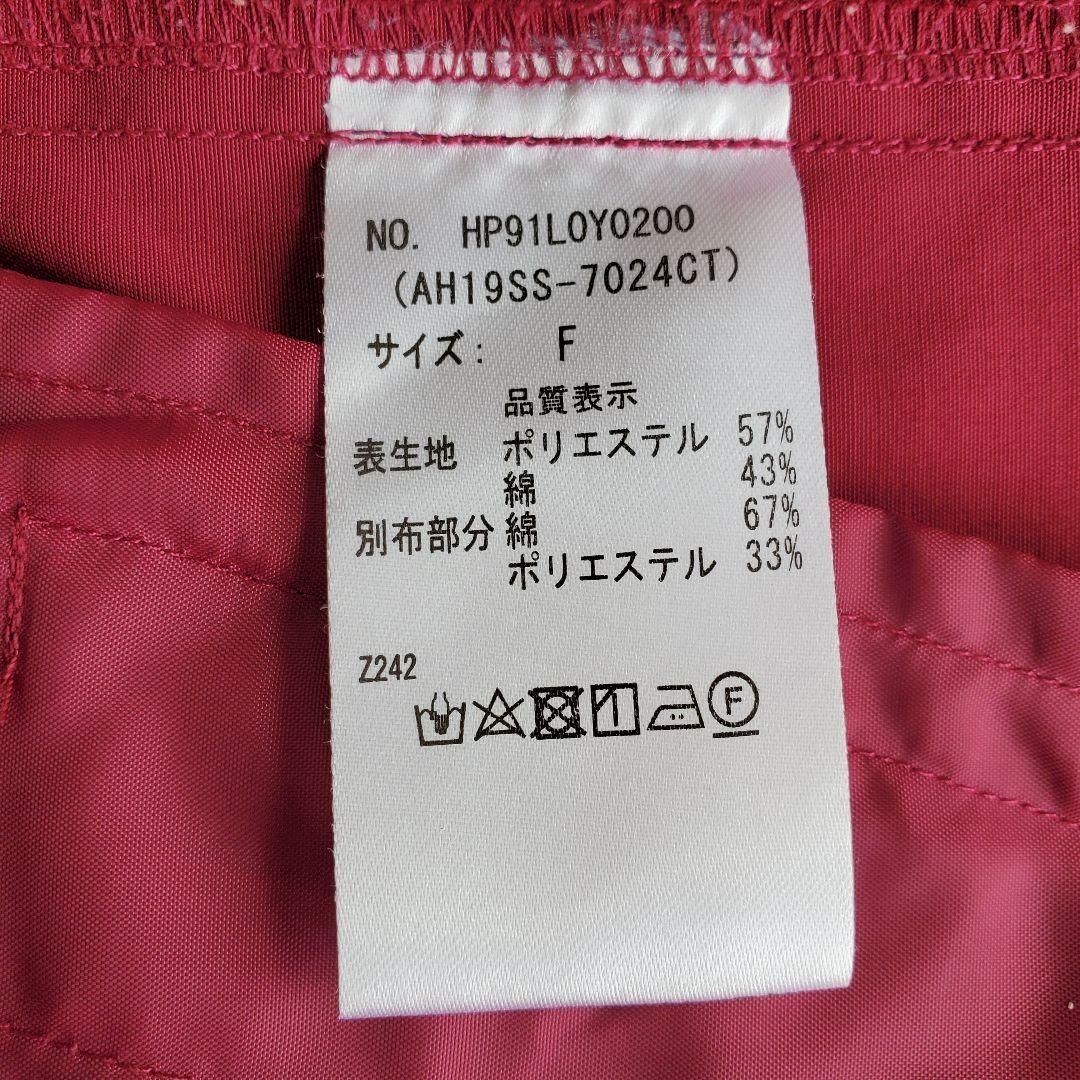 NO. HP91L0Y0200
(AH19SS-7024CT)
サイズ: F
品質表示
表生地 ポリエステル 57%
綿 43%
別布部分 綿 67%
ポリエステル 33%
Z242
F